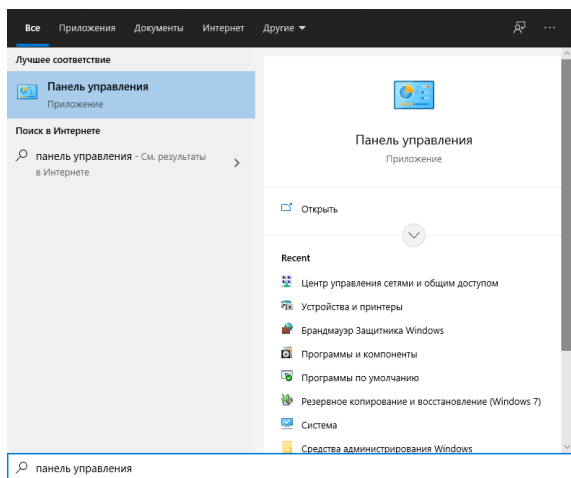 Все Приложения Документы Интернет Другие
Лучшее соответствие
Панель управления
Приложение
Поиск в Интернете
панель управления - См. результаты
в Интернете
Панель управления
Приложение
Открыть
Recent
Центр управления сетями и общим доступом
Устройства и принтеры
Брандмауэр Защитника Windows
Программы и компоненты
Программы по умолчанию
Резервное копирование и восстановление (Windows 7)
Система
Средства администрирования Windows
панель управления